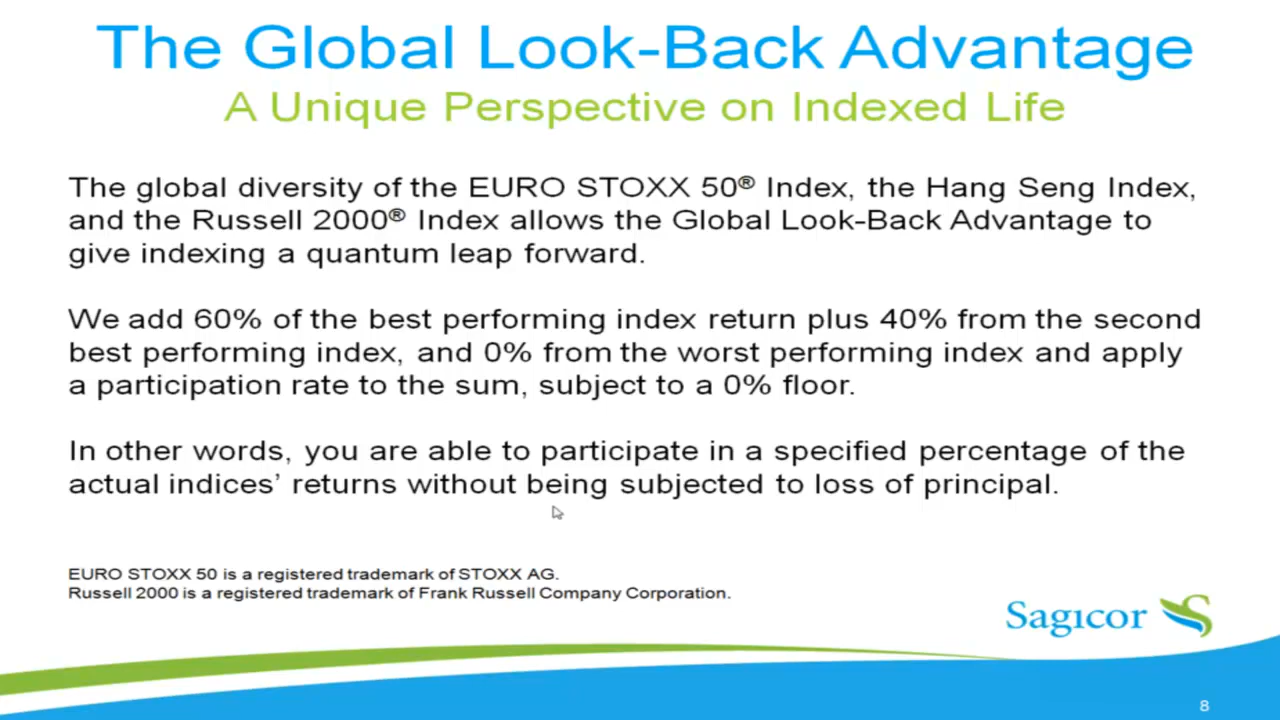 The Global Look-Back Advantage
A Unique Perspective on Indexed Life
The global diversity of the EURO STOXX 50® Index, the Hang Seng Index,
and the Russell 2000® Index allows the Global Look-Back Advantage to
give indexing a quantum leap forward.
We add 60% of the best performing index return plus 40% from the second
best performing index, and 0% from the worst performing index and apply
a participation rate to the sum, subject to a 0% floor.
In other words, you are able to participate in a specified percentage of the
actual indices’ returns without being subjected to loss of principal.
EURO STOXX 50 is a registered trademark of STOXX AG.
Russell 2000 is a registered trademark of Frank Russell Company Corporation.
Sagicor
8